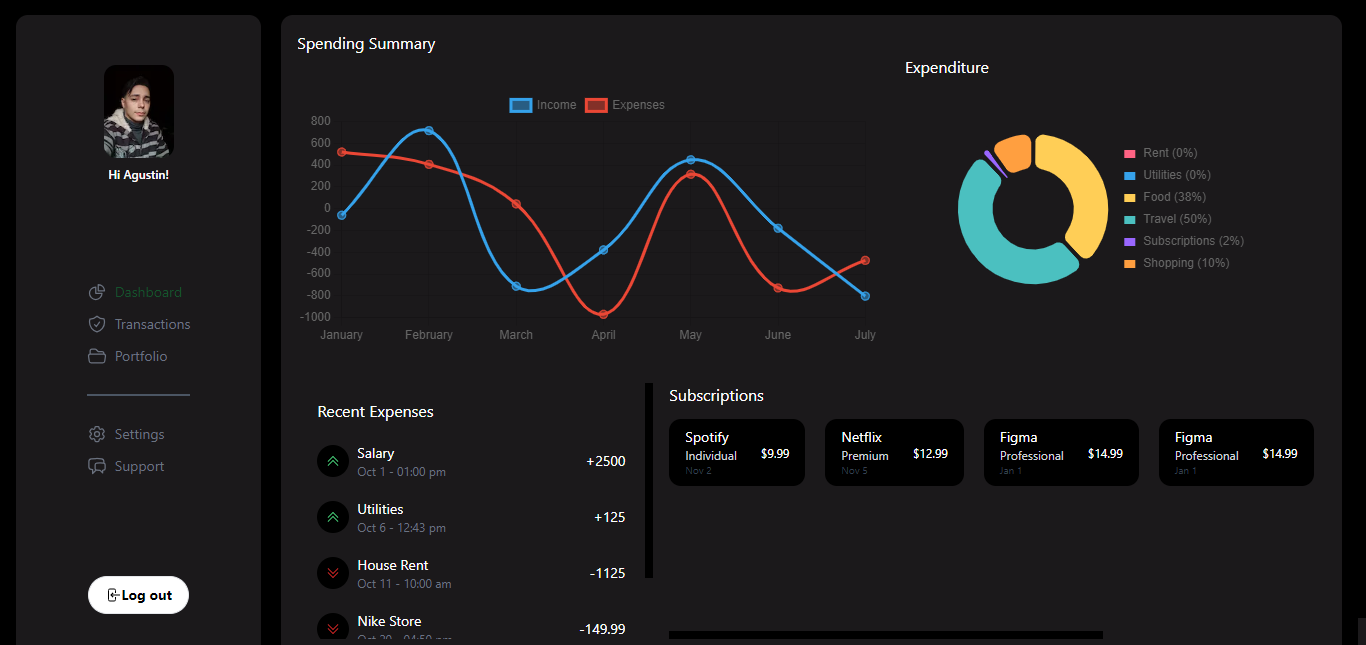 Hi Agustin!
Dashboard
Transactions
Portfolio
Settings
Support
Log out
Spending Summary
Income Expenses
800
600
400
200
0
-200
-400
-600
-800
-1000
January February March April May June July
Expenditure
Rent (0%)
Utilities (0%)
Food (38%)
Travel (50%)
Subscriptions (2%)
Shopping (10%)
Recent Expenses
Salary
Oct 1 - 01:00 pm
+2500
Utilities
Oct 6 - 12:43 pm
+125
House Rent
Oct 11 - 10:00 am
-1125
Nike Store
Oct 20 - 04:50 pm
-149.99
Subscriptions
Spotify
Individual
Nov 2
$9.99
Netflix
Premium
Nov 5
$12.99
Figma
Professional
Jan 1
$14.99
Figma
Professional
Jan 1
$14.99